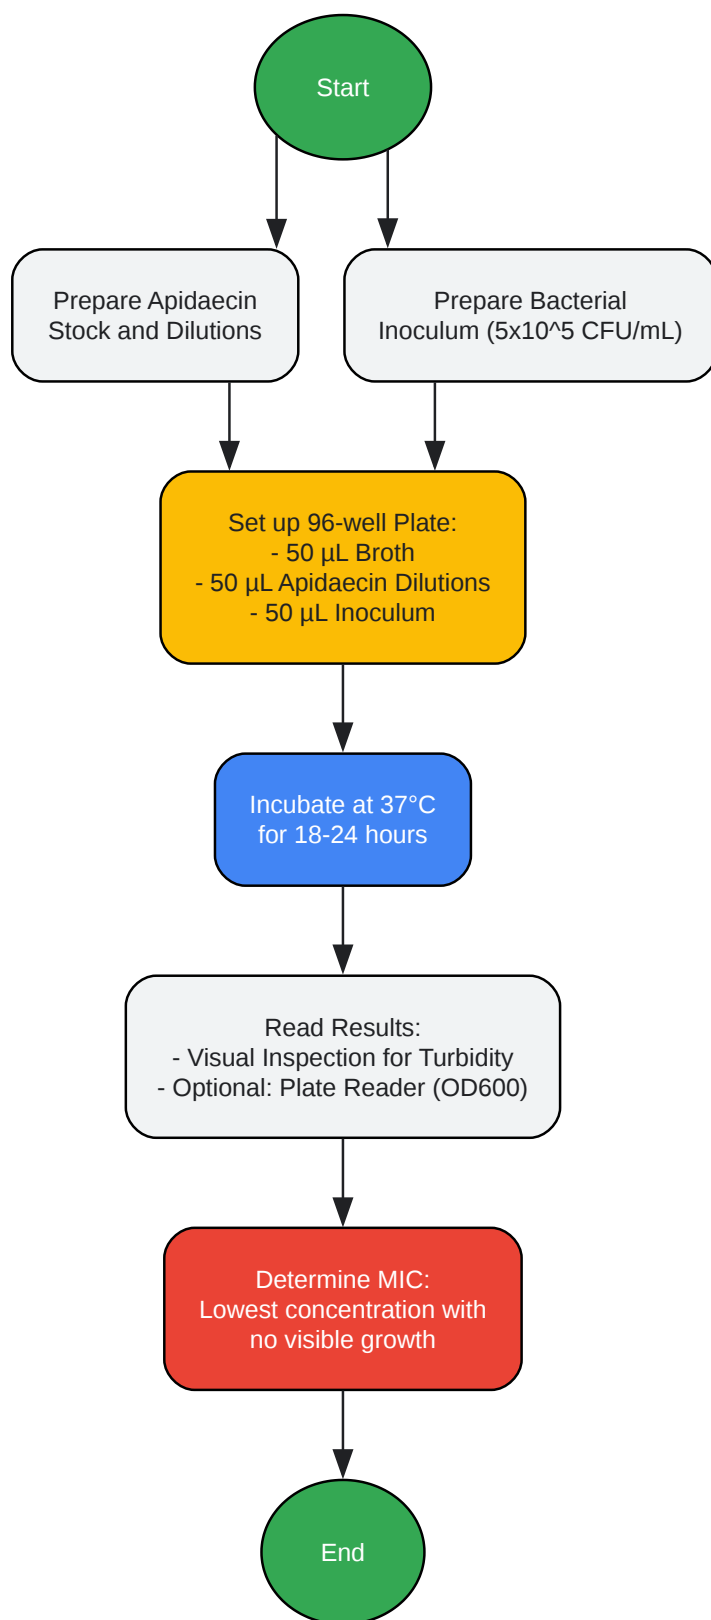 Start
Prepare Apidaecin
Stock and Dilutions
Prepare Bacterial
Inoculum (5x10^5 CFU/mL)
Set up 96-well Plate:
- 50 µL Broth
- 50 µL Apidaecin Dilutions
- 50 µL Inoculum
Incubate at 37°C
for 18-24 hours
Read Results:
- Visual Inspection for Turbidity
- Optional: Plate Reader (OD600)
Determine MIC:
Lowest concentration with
no visible growth
End